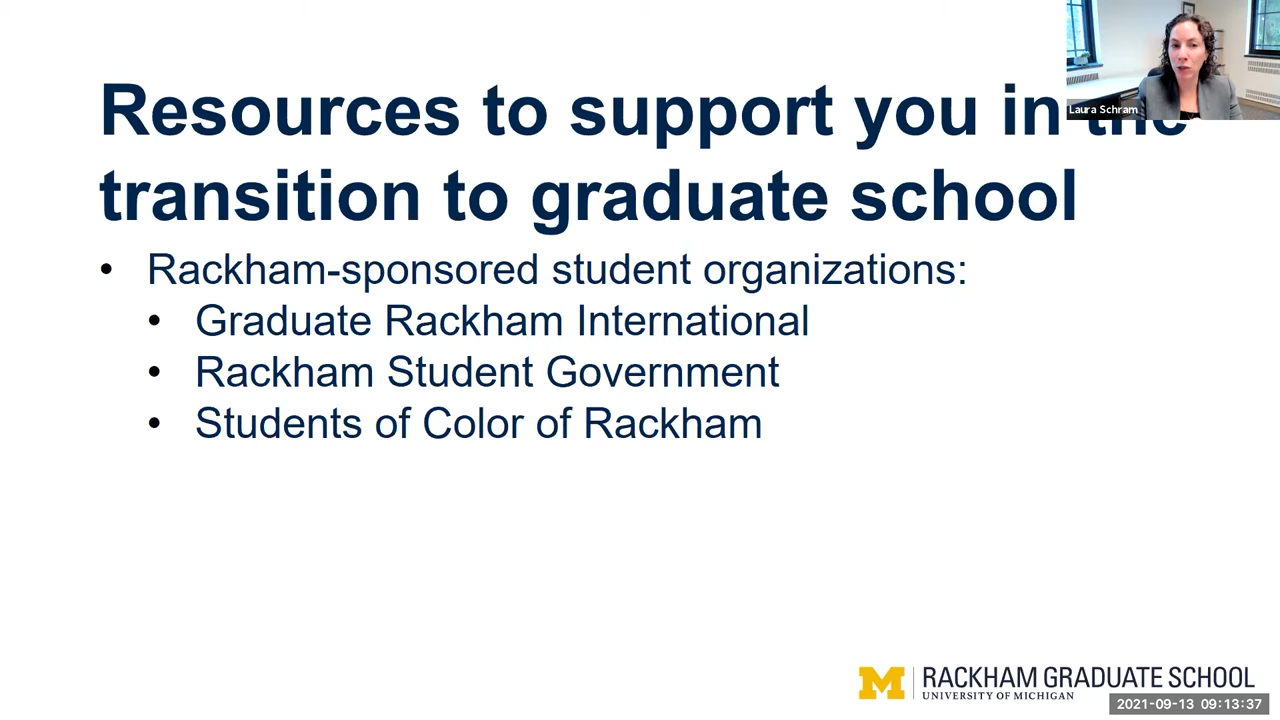 Resources to support you in the
transition to graduate school
Laura Schram
• Rackham-sponsored student organizations:
• Graduate Rackham International
• Rackham Student Government
• Students of Color of Rackham
M RACKHAM GRADUATE SCHOOL
UNIVERSITY OF MICHIGAN
2021-09-13 09:13:37